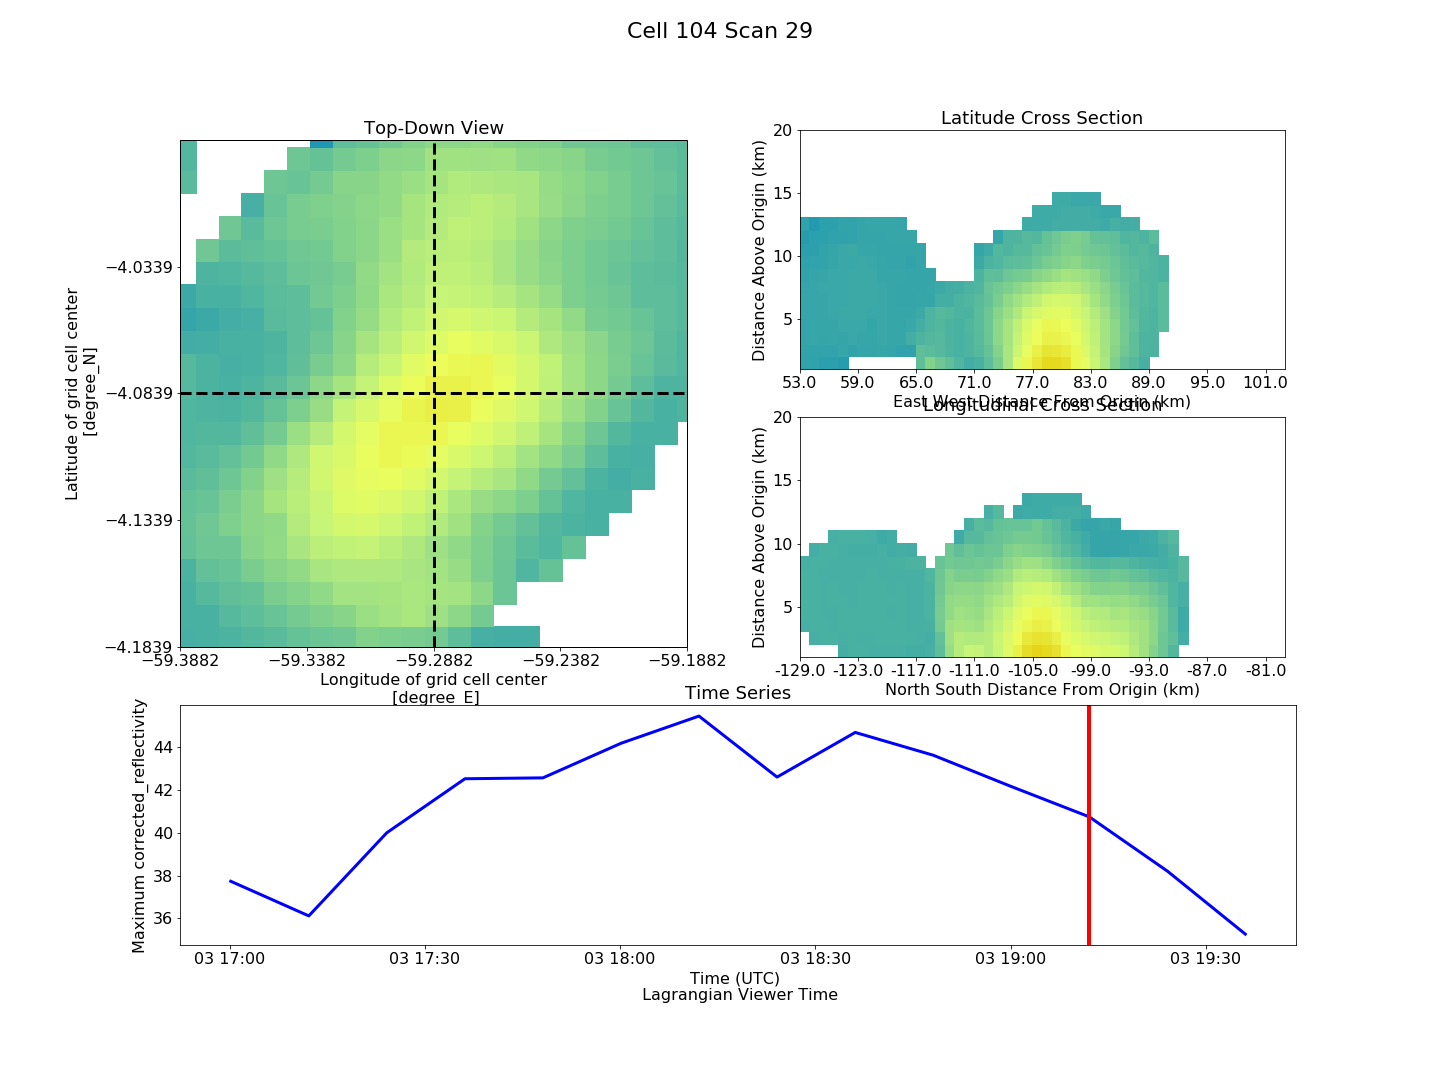 Cell 104 Scan 29
Top-Down View
Latitude of grid cell center
[degree_N]
−4.0339
−4.0839
−4.1339
−4.1839
−59.3882 −59.3382 −59.2882 −59.2382 −59.1882
Longitude of grid cell center
[degree_E]
Latitude Cross Section
Distance Above Origin (km)
20
15
10
5
53.0 59.0 65.0 71.0 77.0 83.0 89.0 95.0 101.0
East West Distance From Origin (km)
Longitudinal Cross Section
Distance Above Origin (km)
20
15
10
5
-129.0 -123.0 -117.0 -111.0 -105.0 -99.0 -93.0 -87.0 -81.0
North South Distance From Origin (km)
Time Series
Maximum corrected_reflectivity
44
42
40
38
36
03 17:00 03 17:30 03 18:00 03 18:30 03 19:00 03 19:30
Time (UTC)
Lagrangian Viewer Time